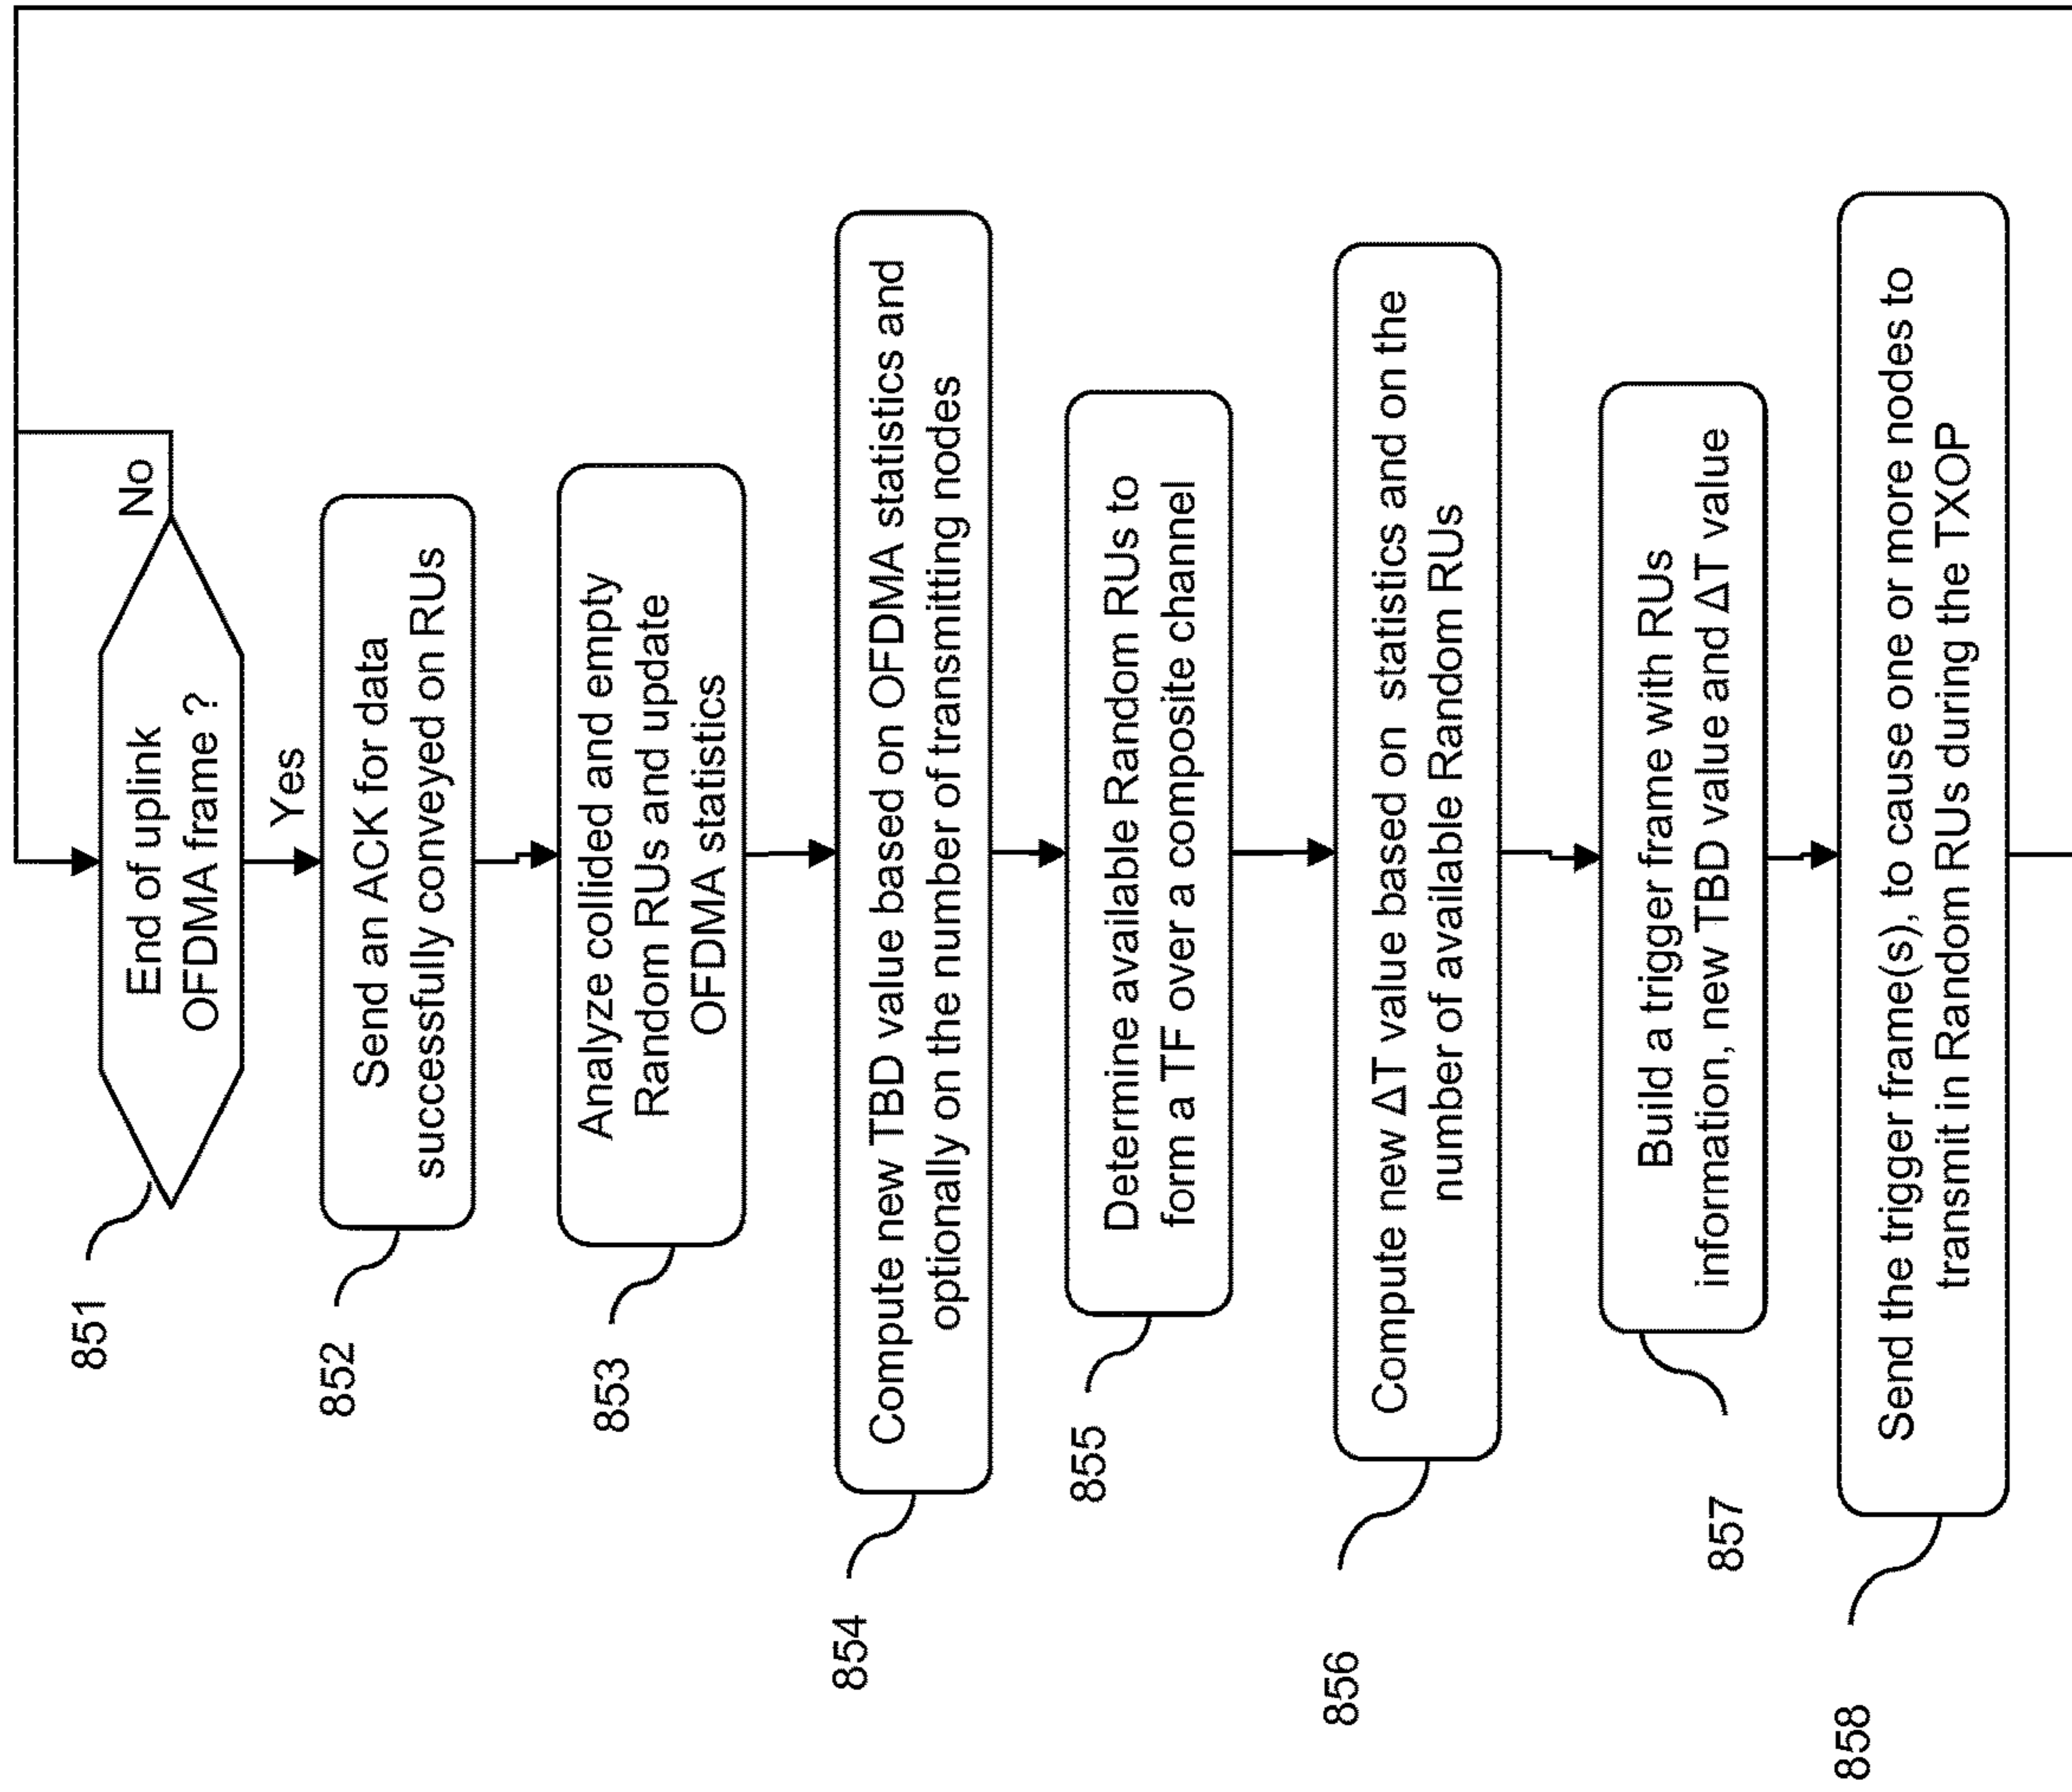 851
End of uplink
OFDMA frame ?
No
Yes
852
Send an ACK for data
successfully conveyed on RUs
853
Analyze collided and empty
Random RUs and update
OFDMA statistics
854
Compute new TBD value based on OFDMA statistics and
optionally on the number of transmitting nodes
855
Determine available Random RUs to
form a TF over a composite channel
856
Compute new ΔT value based on statistics and on the
number of available Random RUs
857
Build a trigger frame with RUs
information, new TBD value and ΔT value
858
Send the trigger frame(s), to cause one or more nodes to
transmit in Random RUs during the TXOP